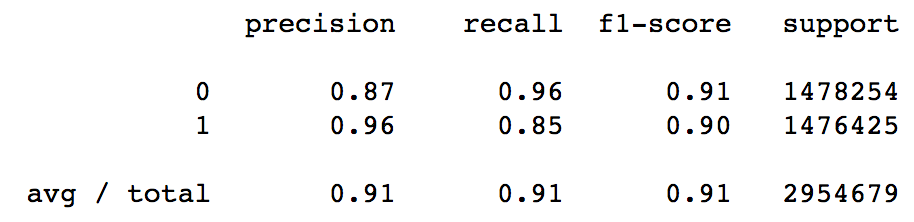 precision recall f1-score support
0 0.87 0.96 0.91 1478254
1 0.96 0.85 0.90 1476425
avg / total 0.91 0.91 0.91 2954679